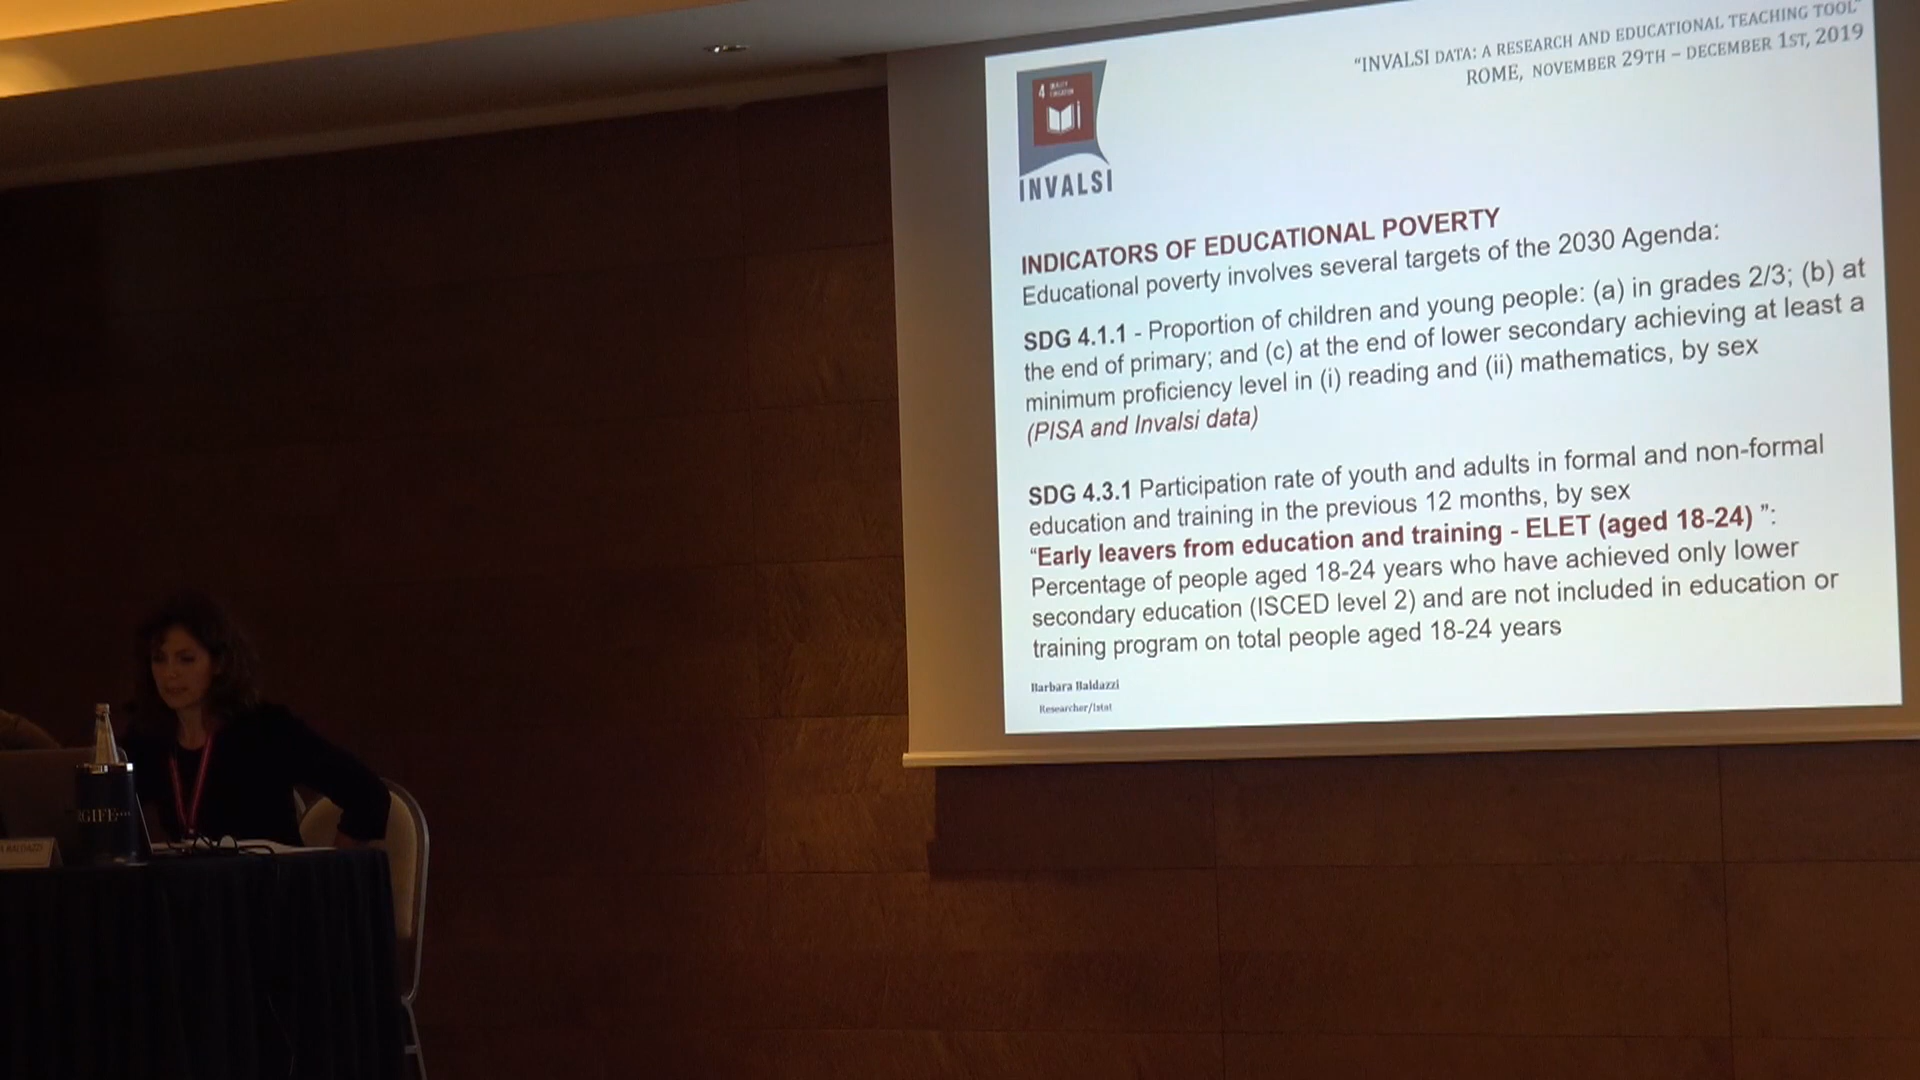 "INVALSI DATA: A RESEARCH AND EDUCATIONAL TEACHING TOOL"
ROME, NOVEMBER 29TH – DECEMBER 1ST, 2019
4 QUALITY
EDUCATION
INVALSI
INDICATORS OF EDUCATIONAL POVERTY
Educational poverty involves several targets of the 2030 Agenda:
SDG 4.1.1 - Proportion of children and young people: (a) in grades 2/3; (b) at
the end of primary; and (c) at the end of lower secondary achieving at least a
minimum proficiency level in (i) reading and (ii) mathematics, by sex
(PISA and Invalsi data)
SDG 4.3.1 Participation rate of youth and adults in formal and non-formal
education and training in the previous 12 months, by sex
“Early leavers from education and training - ELET (aged 18-24) ”:
Percentage of people aged 18-24 years who have achieved only lower
secondary education (ISCED level 2) and are not included in education or
training program on total people aged 18-24 years
Barbara Baldazzi
Researcher/Istat
RGIFE
BALDAZZI